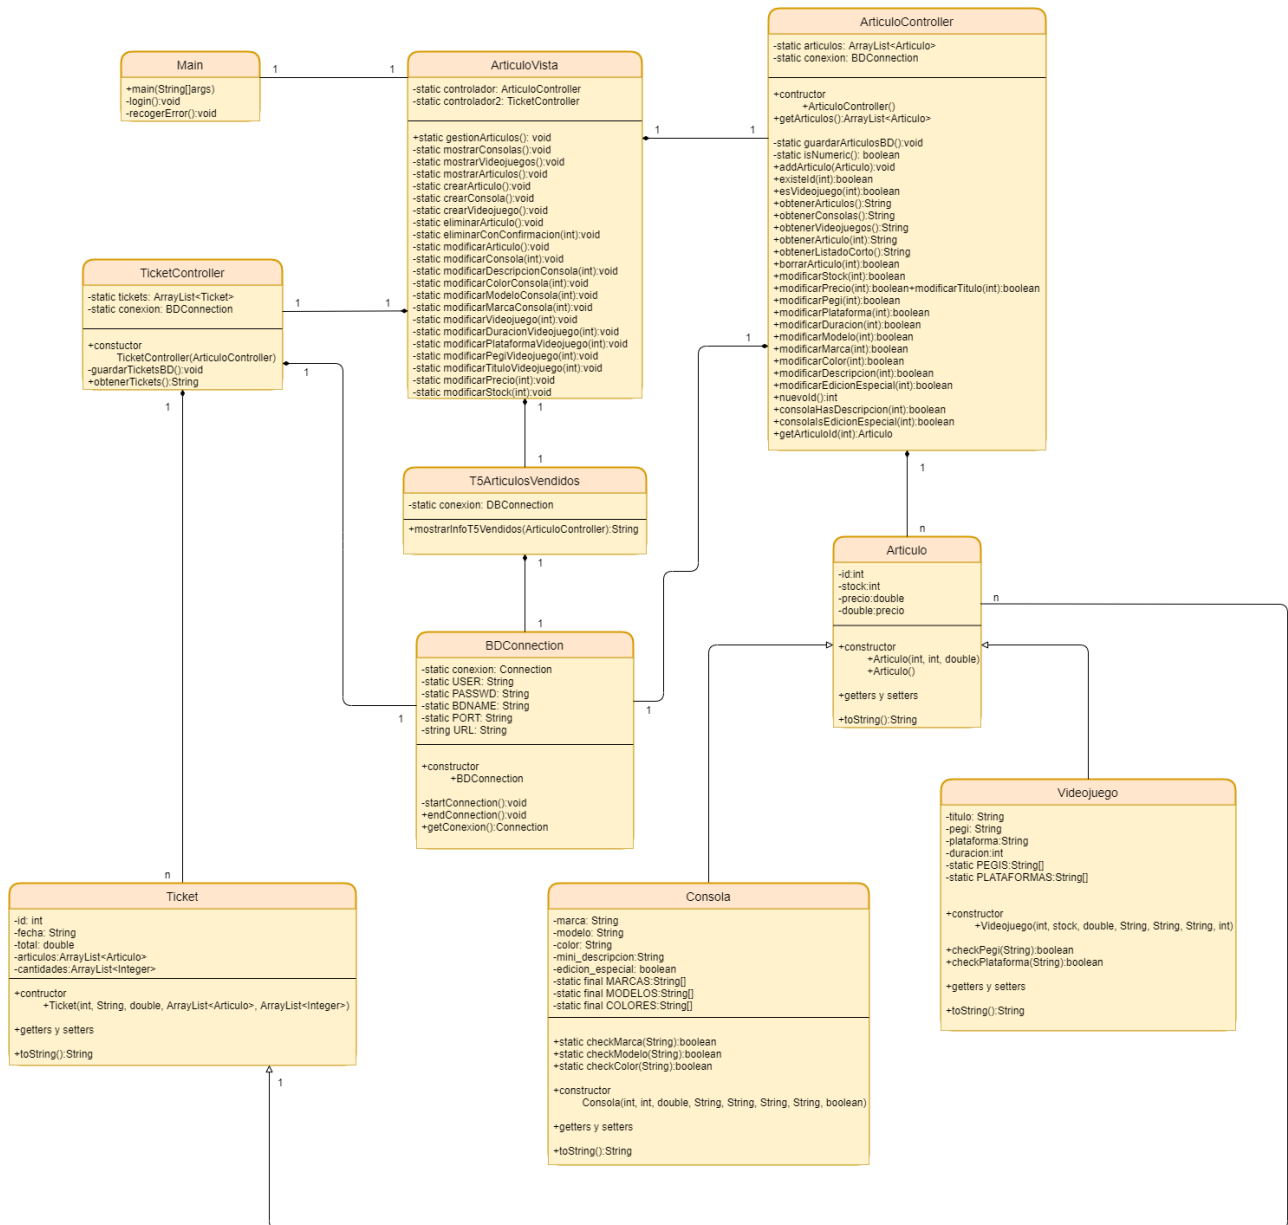 Main
+main(String[]args)
-login():void
-recogerError():void
1
1
ArticuloVista
-static controlador: ArticuloController
-static controlador2: TicketController
+static gestionArticulos(): void
-static mostrarConsolas():void
-static mostrarVideojuegos():void
-static mostrarArticulos():void
-static crearArticulo():void
-static crearConsola():void
-static crearVideojuego():void
-static eliminarArticulo():void
-static eliminarConConfirmacion(int):void
-static modificarArticulo():void
-static modificarConsola(int):void
-static modificarDescripcionConsola(int):void
-static modificarColorConsola(int):void
-static modificarModeloConsola(int):void
-static modificarMarcaConsola(int):void
-static modificarVideojuego(int):void
-static modificarDuracionVideojuego(int):void
-static modificarPlataformaVideojuego(int):void
-static modificarPegiVideojuego(int):void
-static modificarTituloVideojuego(int):void
-static modificarPrecio(int):void
-static modificarStock(int):void
1
1
ArticuloController
-static articulos: ArrayList<Articulo>
-static conexion: BDConnection
+contructor
+ArticuloController()
+getArticulos():ArrayList<Articulo>
-static guardarArticulosBD():void
-static isNumeric(): boolean
+addArticulo(Articulo):void
+existeId(int):boolean
+esVideojuego(int):boolean
+obtenerArticulos():String
+obtenerConsolas():String
+obtenerVideojuegos():String
+obtenerArticulo(int):String
+obtenerListadoCorto():String
+borrarArticulo(int):boolean
+modificarStock(int):boolean
+modificarPrecio(int):boolean+modificarTitulo(int):boolean
+modificarPegi(int):boolean
+modificarPlataforma(int):boolean
+modificarDuracion(int):boolean
+modificarModelo(int):boolean
+modificarMarca(int):boolean
+modificarColor(int):boolean
+modificarDescripcion(int):boolean
+modificarEdicionEspecial(int):boolean
+nuevoId():int
+consolaHasDescripcion(int):boolean
+consolaIsEdicionEspecial(int):boolean
+getArticuloId(int):Articulo
TicketController
-static tickets: ArrayList<Ticket>
-static conexion: BDConnection
+constuctor
TicketController(ArticuloController)
-guardarTicketsBD():void
+obtenerTickets():String
1
1
1
1
1
1
1
1
n
T5ArticulosVendidos
-static conexion: DBConnection
+mostrarInfoT5Vendidos(ArticuloController):String
1
1
Articulo
-id:int
-stock:int
-precio:double
-double:precio
+constructor
+Articulo(int, int, double)
+Articulo()
+getters y setters
+toString():String
n
BDConnection
-static conexion: Connection
-static USER: String
-static PASSWD: String
-static BDNAME: String
-static PORT: String
-string URL: String
+constructor
+BDConnection
-startConnection():void
+endConnection():void
+getConexion():Connection
1
1
Videojuego
-titulo: String
-pegi: String
-plataforma:String
-duracion:int
-static PEGIS:String[]
-static PLATAFORMAS:String[]
+constructor
+Videojuego(int, stock, double, String, String, String, int)
+checkPegi(String):boolean
+checkPlataforma(String):boolean
+getters y setters
+toString():String
n
Ticket
-id: int
-fecha: String
-total: double
-articulos:ArrayList<Articulo>
-cantidades:ArrayList<Integer>
+contructor
+Ticket(int, String, double, ArrayList<Articulo>, ArrayList<Integer>)
+getters y setters
+toString():String
1
Consola
-marca: String
-modelo: String
-color: String
-mini_descripcion:String
-edicion_especial: boolean
-static final MARCAS:String[]
-static final MODELOS:String[]
-static final COLORES:String[]
+static checkMarca(String):boolean
+static checkModelo(String):boolean
+static checkColor(String):boolean
+constructor
Consola(int, int, double, String, String, String, String, boolean)
+getters y setters
+toString():String